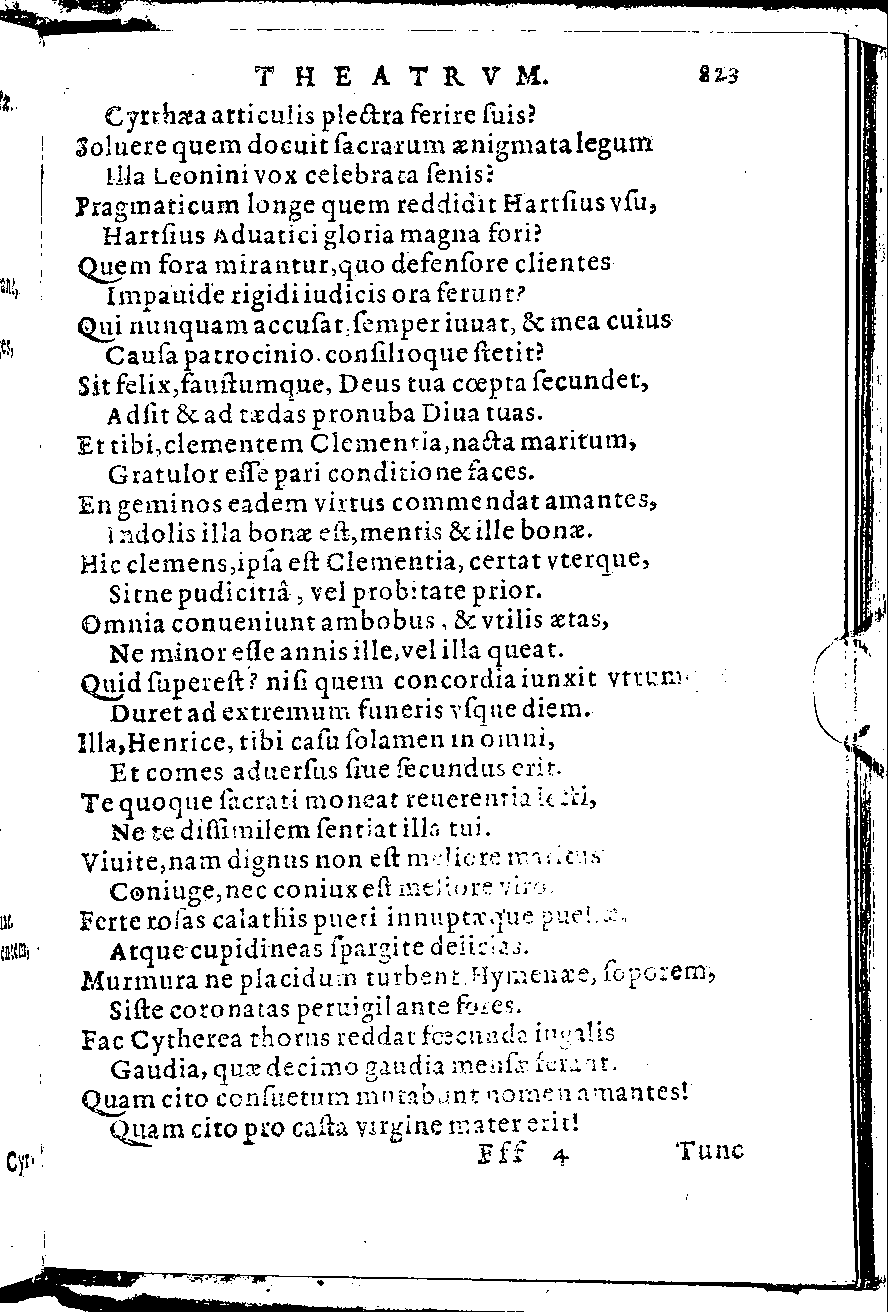 THEATRVM. 823
Cyrrhæa articulis plectra ferire ſuis?
Soluere quem docuit ſacrarum ænigmata legum
Illa Leonini vox celebrata ſenis?
Pragmaticum longe quem reddidit Hartſius vſu,
Hartſius Aduatici gloria magna fori?
Quem fora mirantur, quo defenſore clientes
Impauide rigidi iudicis ora ferunt?
Qui nunquam accuſat, ſemper iuuat, & mea cuius
Cauſa patrocinio, conſilioque ſtetit?
Sit felix, fauſtumque, Deus tua cœpta ſecundet,
Adſit & ad tædas pronuba Diua tuas.
Et tibi, clementem Clementia, nacta maritum,
Gratulor eſſe pari conditione faces.
En geminos eadem virtus commendat amantes,
Indolis illa bonæ eſt, mentis & ille bonæ.
Hic clemens, ipſa eſt Clementia, certat vterque,
Sitne pudicitiâ, vel probitate prior.
Omnia conueniunt ambobus, & vtilis ætas,
Ne minor eſſe annis ille, vel illa queat.
Quid ſupereſt? niſi quem concordia iunxit vtrum-
Duret ad extremum funeris vſque diem.
Illa, Henrice, tibi caſu ſolamen in omni,
Et comes aduerſus ſiue ſecundus erit.
Te quoque ſacrati moneat reuerentia lecti,
Ne te diſſimilem ſentiat illa tui.
Viuite, nam dignus non eſt meliore maritus
Coniuge, nec coniux eſt meliore viro.
Ferte roſas calathis pueri innuptæque puellæ,
Atque cupidineas ſpargite delicias.
Murmura ne placidum turbent, Hymenæe, ſoporem,
Siſte coronatas peruigil ante fores.
Fac Cytherea thorus reddat fœcunda iugalis
Gaudia, quæ decimo gaudia menſe ferant.
Quam cito conſuetum mutabunt nomen amantes!
Quam cito pro caſta virgine mater erit!
Fff 4 Tunc